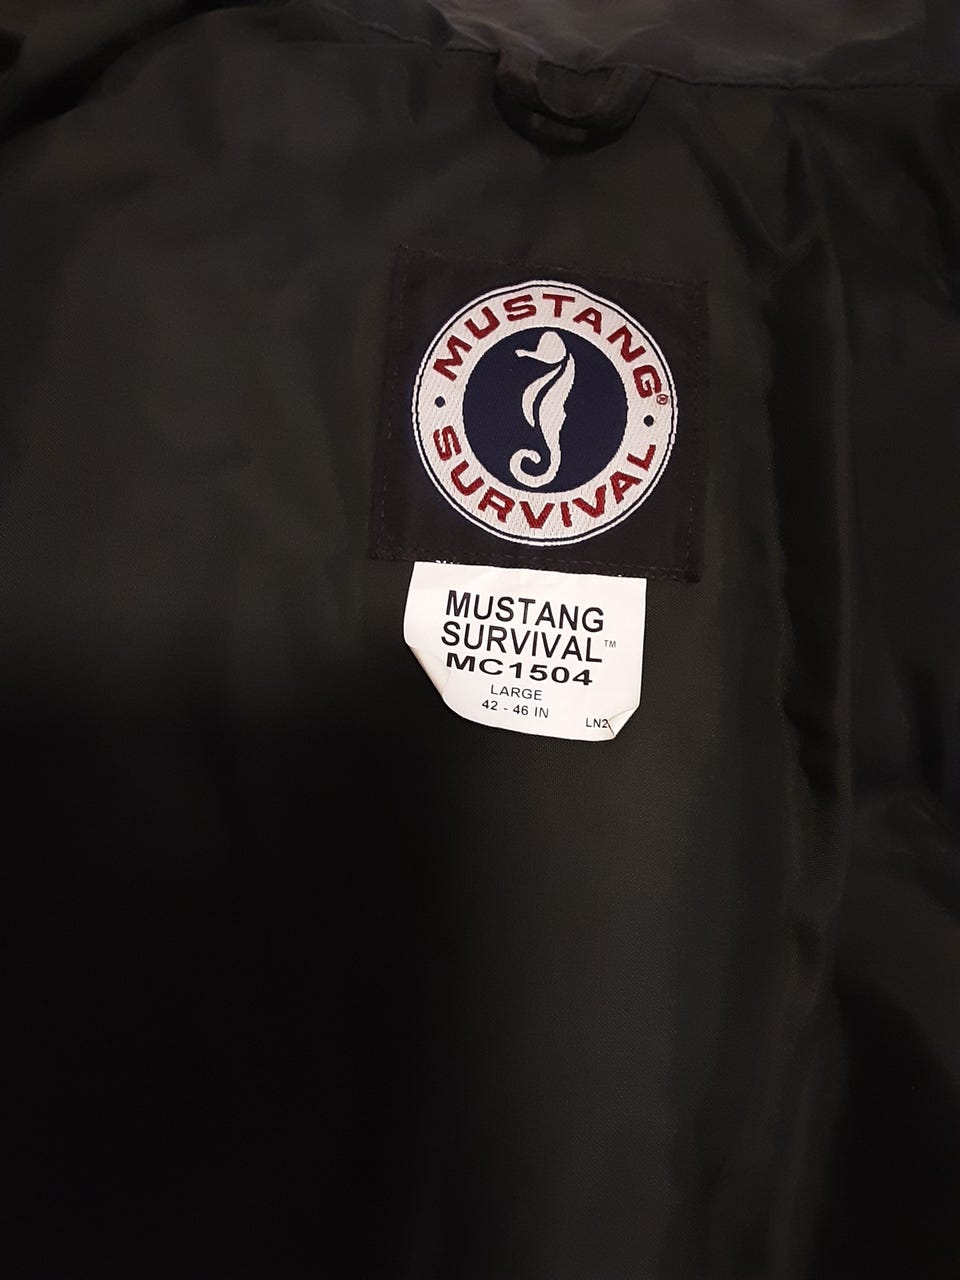 MUSTANG®
SURVIVAL
MUSTANG
SURVIVAL™
MC1504
LARGE
42 - 46 IN
LN2